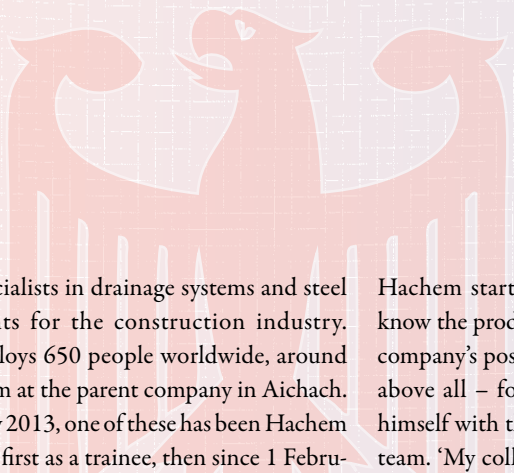 cialists in drainage systems and steel
ts for the construction industry.
loys 650 people worldwide, around
m at the parent company in Aichach.
y 2013, one of these has been Hachem
first as a trainee, then since 1 Febru-
Hachem start
know the prod
company’s pos
above all – fo
himself with t
team. ‘My coll